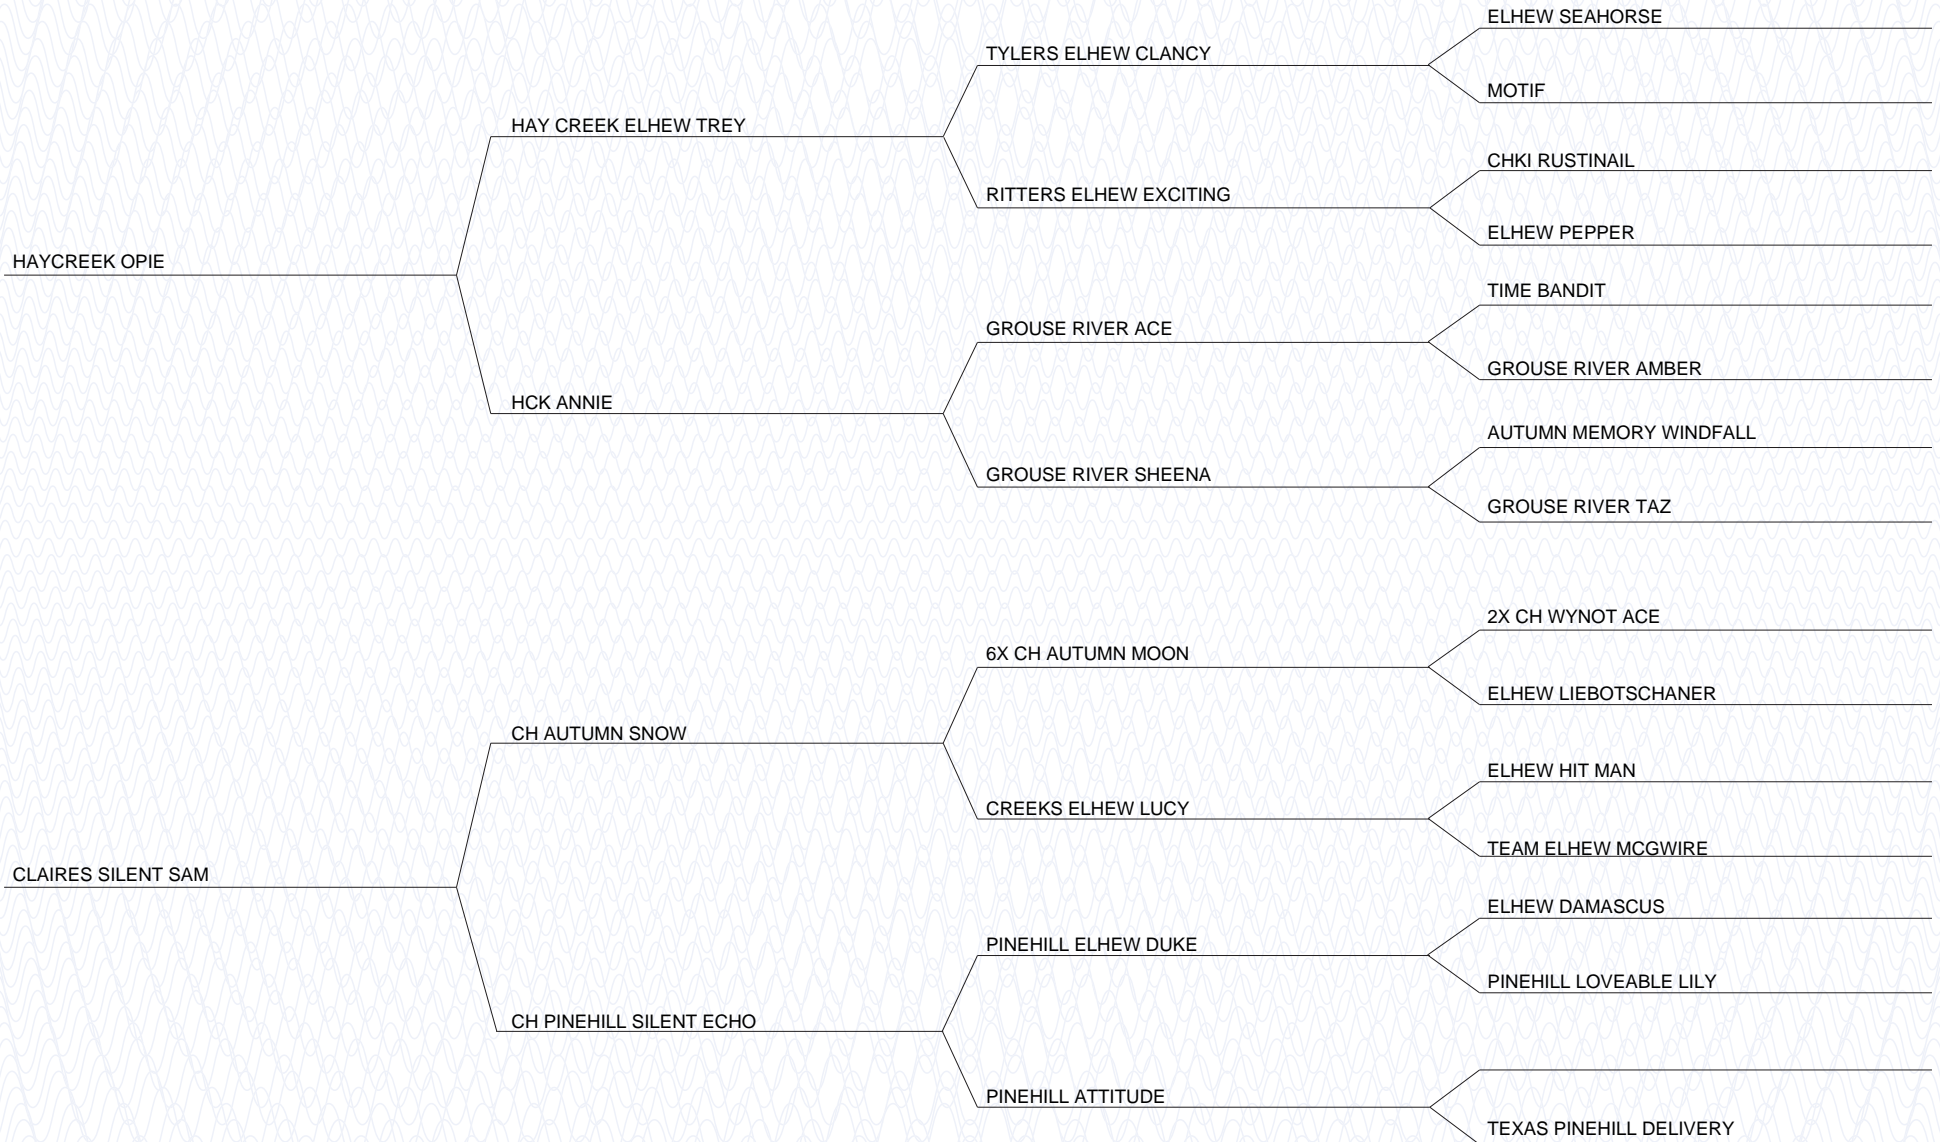 ELHEW SEAHORSE
TYLERS ELHEW CLANCY
MOTIF
HAY CREEK ELHEW TREY
CHKI RUSTINAIL
RITTERS ELHEW EXCITING
ELHEW PEPPER
HAYCREEK OPIE
TIME BANDIT
GROUSE RIVER ACE
GROUSE RIVER AMBER
HCK ANNIE
AUTUMN MEMORY WINDFALL
GROUSE RIVER SHEENA
GROUSE RIVER TAZ
2X CH WYNOT ACE
6X CH AUTUMN MOON
ELHEW LIEBOTSCHANER
CH AUTUMN SNOW
ELHEW HIT MAN
CREEKS ELHEW LUCY
TEAM ELHEW MCGWIRE
CLAIRES SILENT SAM
ELHEW DAMASCUS
PINEHILL ELHEW DUKE
PINEHILL LOVEABLE LILY
CH PINEHILL SILENT ECHO
PINEHILL ATTITUDE
TEXAS PINEHILL DELIVERY